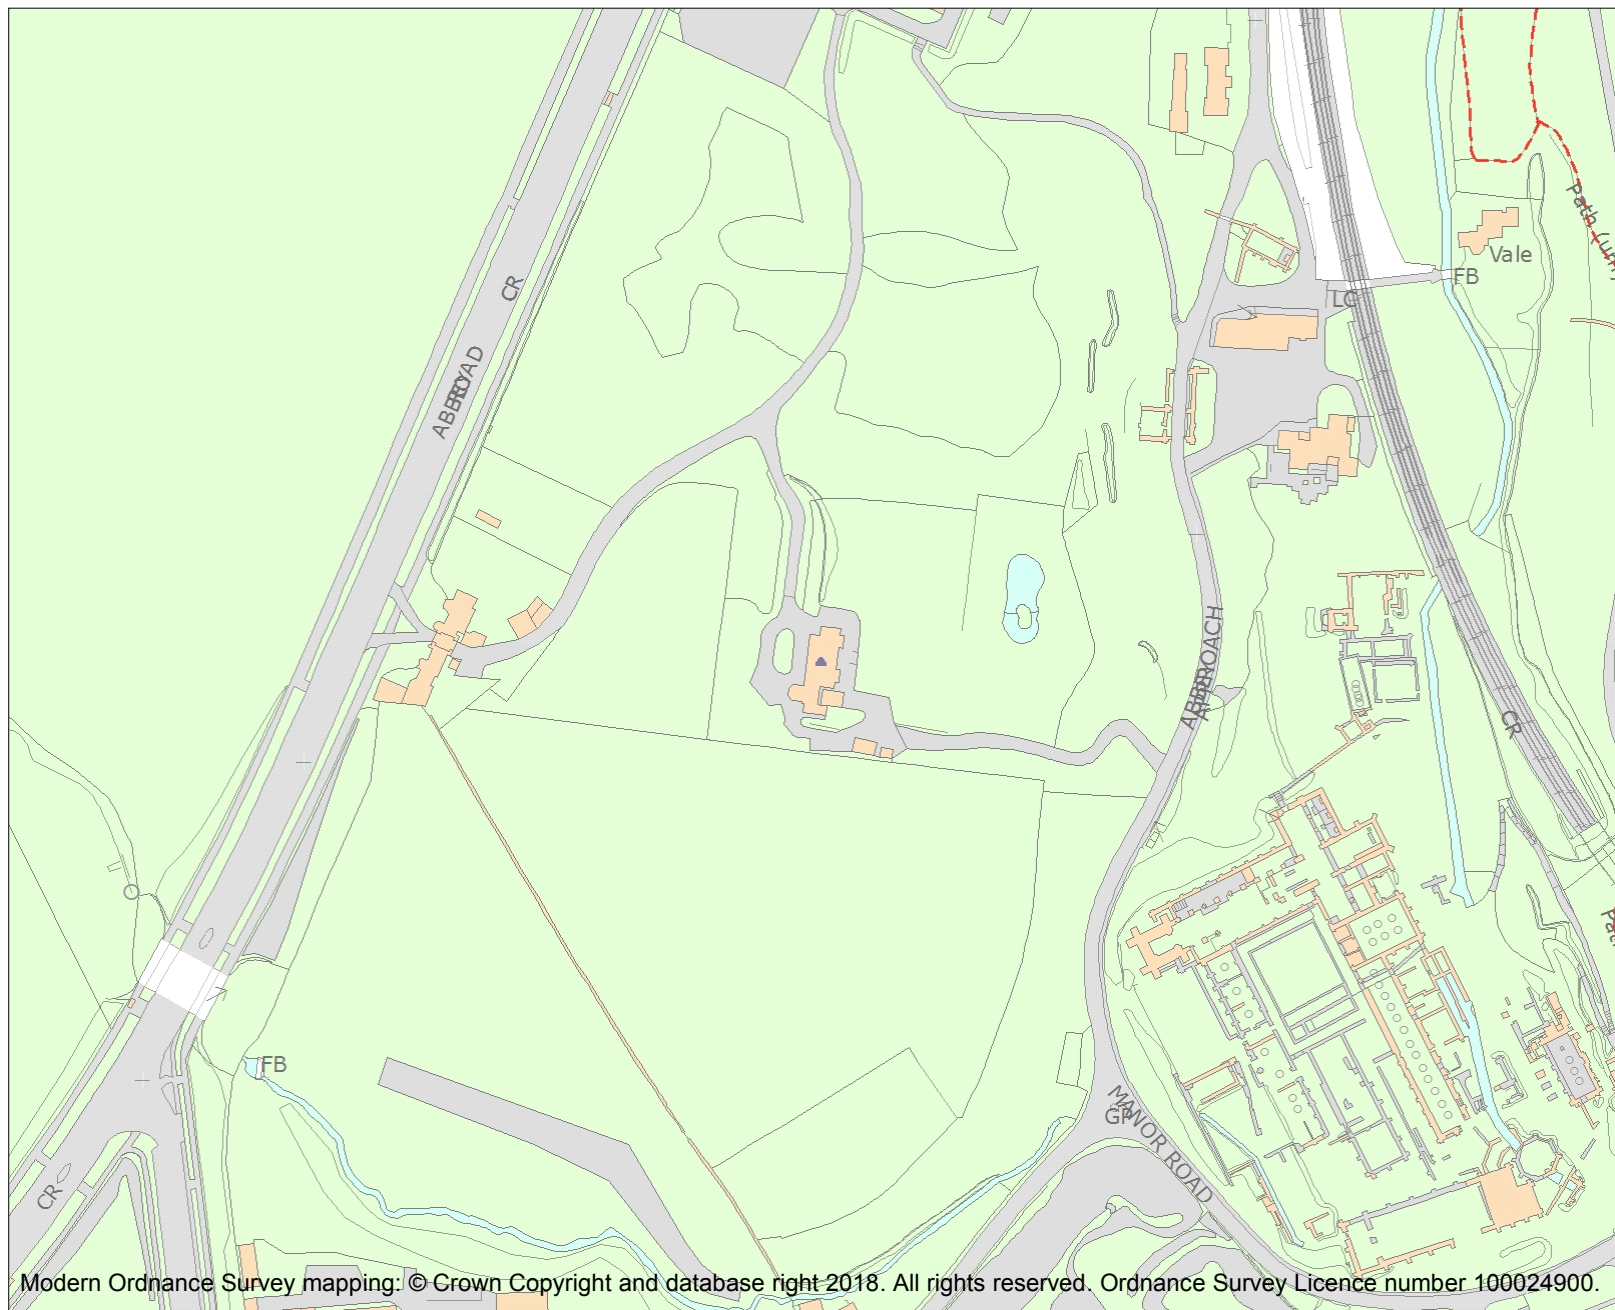 Path (um)
Vale
FB
LC
CR
ABBEY
ROAD
ABBEY
APPROACH
CR
FB
MANOR ROAD
GP
CR
Modern Ordnance Survey mapping: © Crown Copyright and database right 2018. All rights reserved. Ordnance Survey Licence number 100024900.